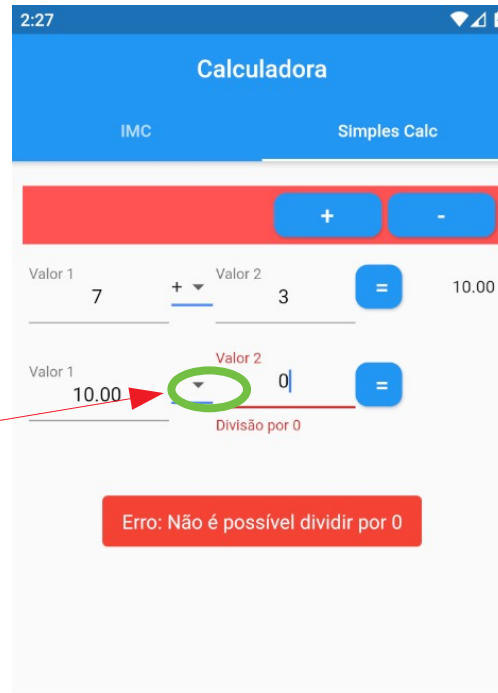 2:27
Calculadora
IMC Simples Calc
+ -
Valor 1 Valor 2
7 + 3 = 10.00
Valor 1 Valor 2
10.00 0 =
Divisão por 0
Erro: Não é possível dividir por 0